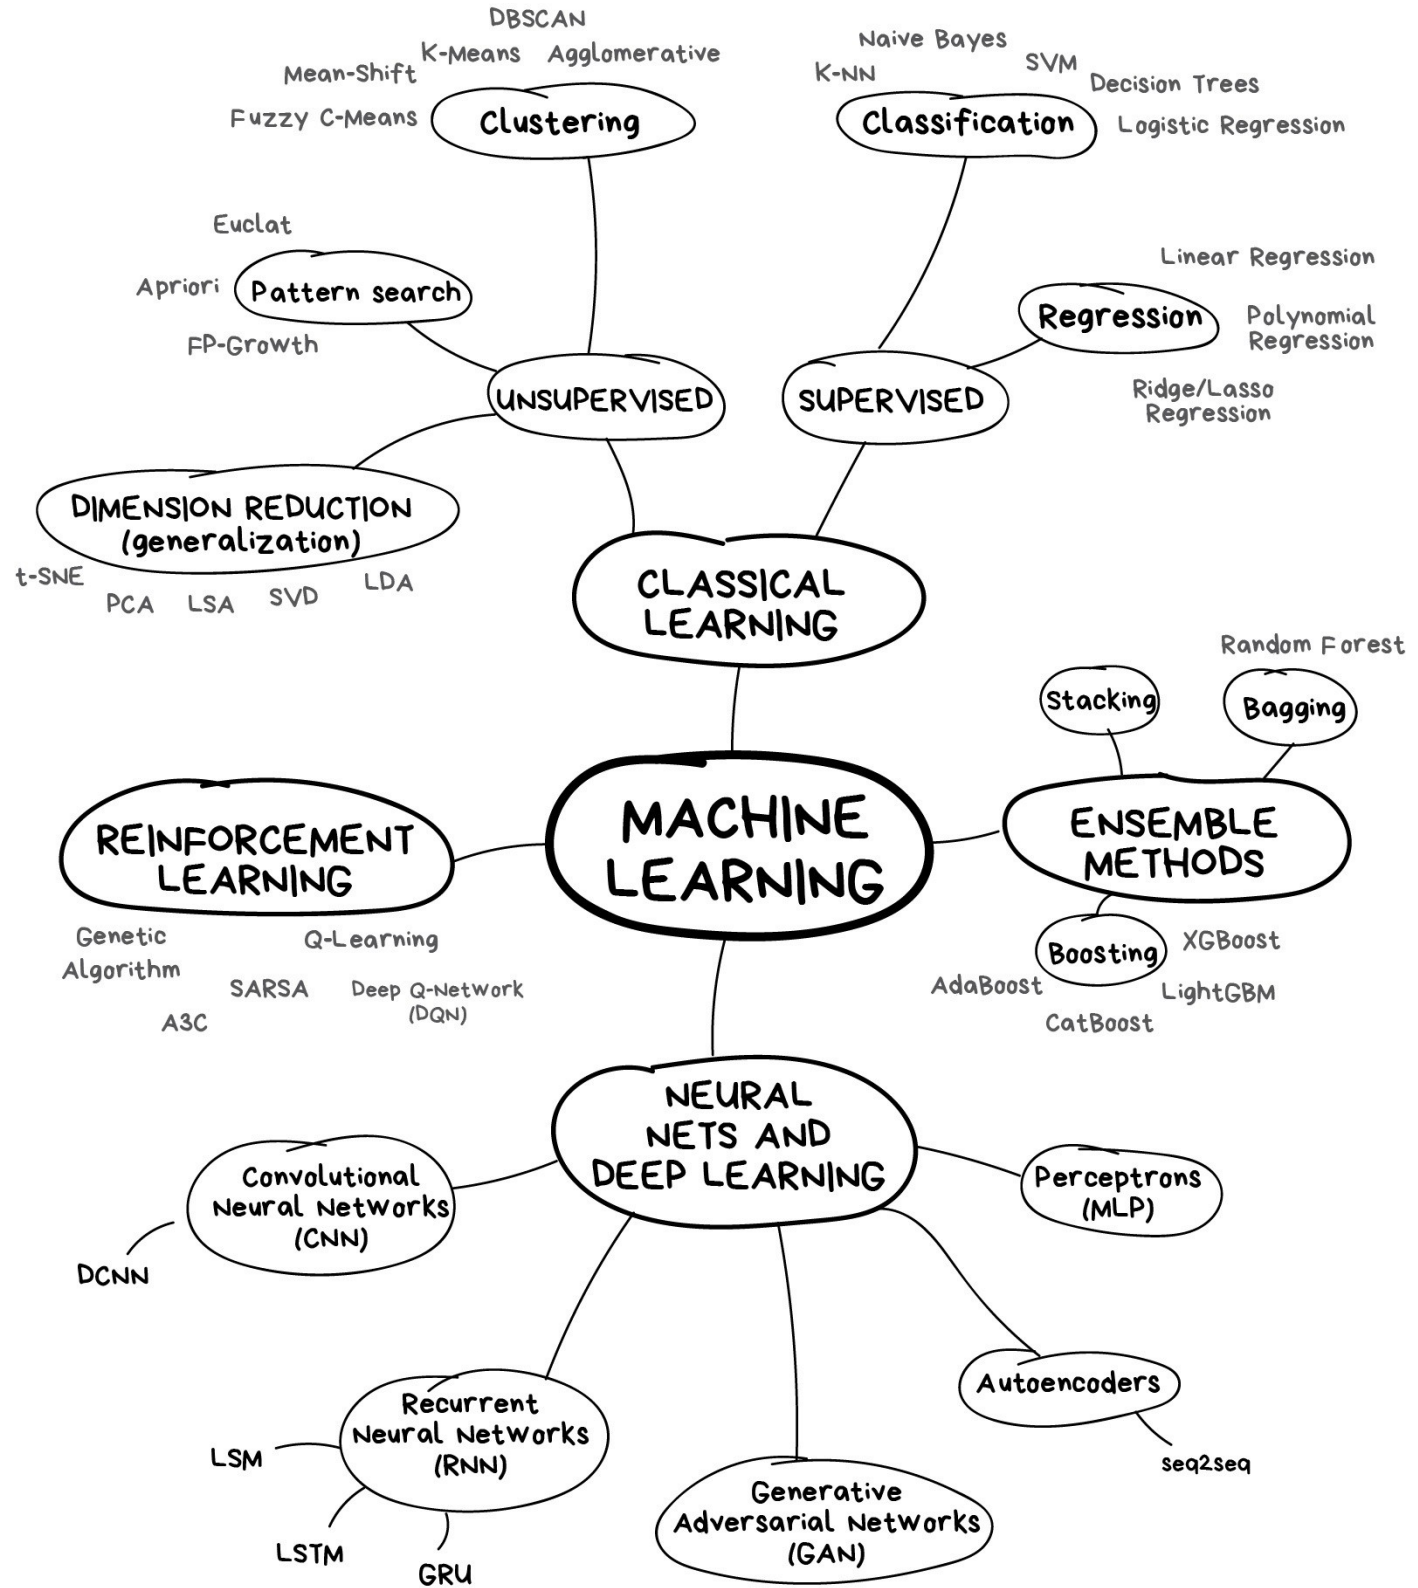 DBSCAN
K-Means
Agglomerative
Mean-Shift
Fuzzy C-Means
Clustering
Naive Bayes
K-NN
SVM
Decision Trees
Classification
Logistic Regression
Euclat
Apriori
Pattern search
FP-Growth
Linear Regression
Regression
Polynomial
Regression
Ridge/Lasso
Regression
UNSUPERVISED
SUPERVISED
DIMENSION REDUCTION
(generalization)
t-SNE
PCA
LSA
SVD
LDA
CLASSICAL
LEARNING
Random Forest
Stacking
Bagging
MACHINE
LEARNING
REINFORCEMENT
LEARNING
ENSEMBLE
METHODS
Genetic
Algorithm
Q-Learning
SARSA
Deep Q-Network
(DQN)
A3C
Boosting
XGBoost
AdaBoost
LightGBM
CatBoost
NEURAL
NETS AND
DEEP LEARNING
Convolutional
Neural Networks
(CNN)
DCNN
Perceptrons
(MLP)
Autoencoders
seq2seq
Recurrent
Neural Networks
(RNN)
LSM
LSTM
GRU
Generative
Adversarial Networks
(GAN)